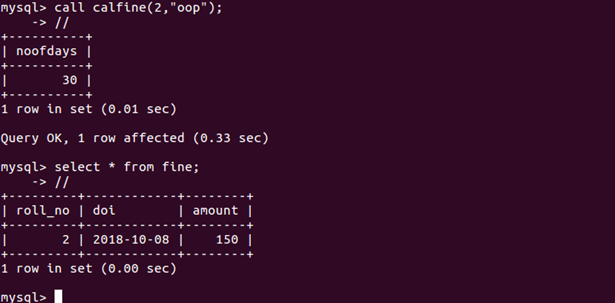 mysql> call calfine(2,"oop");
    -> //
+----------+
| noofdays |
+----------+
|       30 |
+----------+
1 row in set (0.01 sec)

Query OK, 1 row affected (0.33 sec)

mysql> select * from fine;
    -> //
+---------+------------+--------+
| roll_no | doi        | amount |
+---------+------------+--------+
|       2 | 2018-10-08 |    150 |
+---------+------------+--------+
1 row in set (0.00 sec)

mysql>